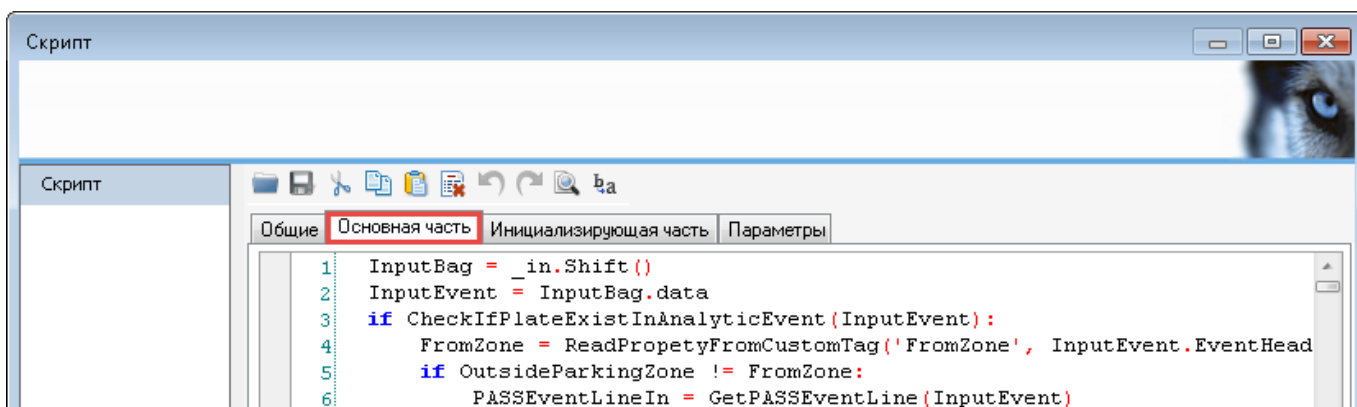 Скрипт
Скрипт
Общие Основная часть Инициализирующая часть Параметры
1 InputBag = _in.Shift()
2 InputEvent = InputBag.data
3 if CheckIfPlateExistInAnalyticEvent(InputEvent):
4 FromZone = ReadPropetyFromCustomTag('FromZone', InputEvent.EventHead
5 if OutsideParkingZone != FromZone:
6 PASSEventLineIn = GetPASSEventLine(InputEvent)